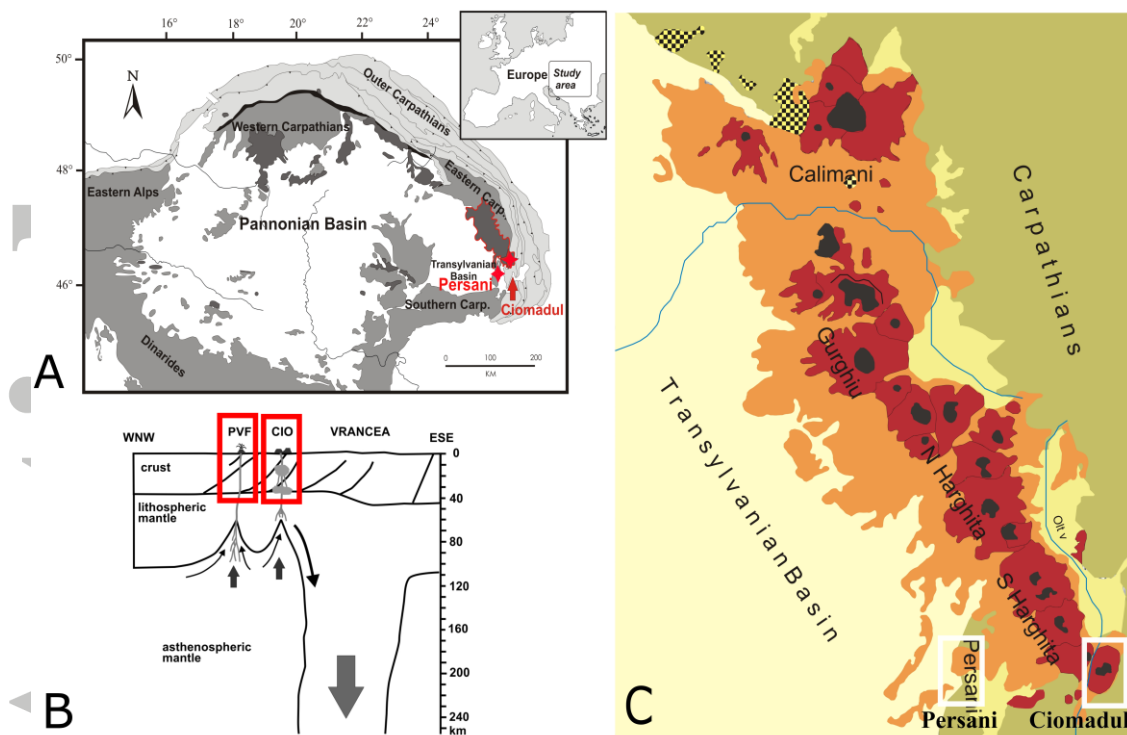 16°
18°
20°
22°
24°
50°
48°
46°
N
Europe
Study
area
Outer Carpathians
Western Carpathians
Eastern Alps
Eastern Carp.
Pannonian Basin
Transylvanian
Basin
Persani
Ciomadul
Southern Carp.
Dinarides
0
100
200
KM
A
WNW
PVF
CIO
VRANCEA
ESE
crust
lithospheric
mantle
asthenospheric
mantle
0
40
80
120
160
200
240
km
B
Calimani
Carpathians
Gurghiu
Transylvanian Basin
N Harghita
Olt v
S Harghita
Persani
Persani
Ciomadul
C